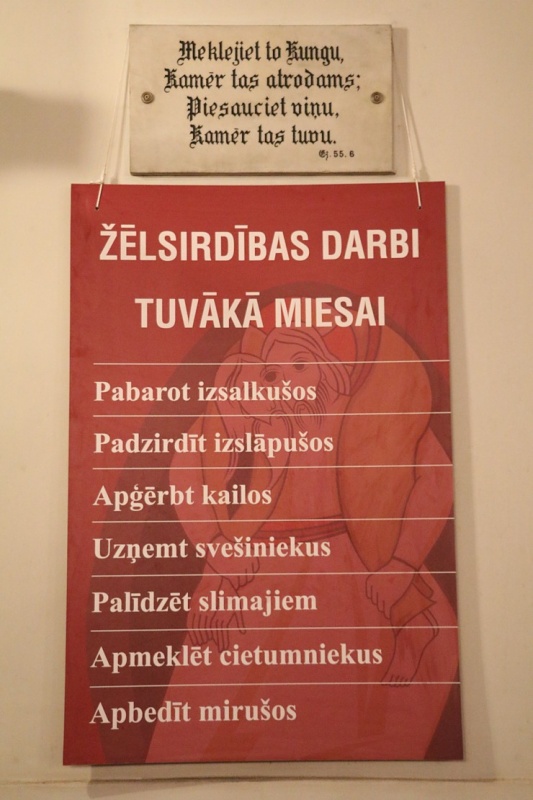 Meklejiet to Kungu,
Kamēr tas atrodams;
Piesauciet viņu,
Kamēr tas tuvu.
Ej. 55. 6
ŽĒLSIRDĪBAS DARBI
TUVĀKĀ MIESAI
Pabarot izsalkušos
Padzirdīt izslāpušos
Apģērbt kailos
Uzņemt svešiniekus
Palīdzēt slimajiem
Apmeklēt cietumniekus
Apbedīt mirušos